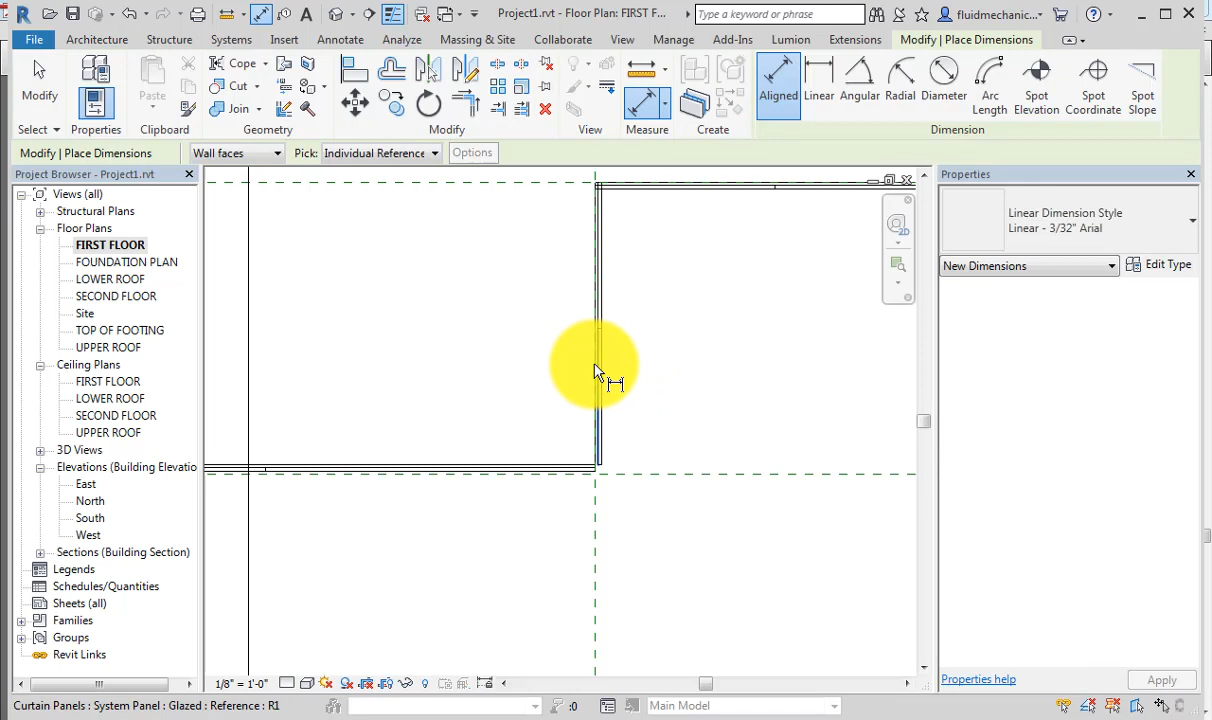 Project1.rvt - Floor Plan: FIRST F...
Type a keyword or phrase
fluidmechanic...
File
Architecture
Structure
Systems
Insert
Annotate
Analyze
Massing & Site
Collaborate
View
Manage
Add-Ins
Lumion
Extensions
Modify | Place Dimensions
Modify
Paste
Cope
Cut
Join
Aligned
Linear
Angular
Radial
Diameter
Arc
Length
Spot
Elevation
Spot
Coordinate
Spot
Slope
Select
Properties
Clipboard
Geometry
Modify
View
Measure
Create
Dimension
Modify | Place Dimensions
Wall faces
Pick:
Individual Reference
Options
Project Browser - Project1.rvt
Views (all)
Structural Plans
Floor Plans
FIRST FLOOR
FOUNDATION PLAN
LOWER ROOF
SECOND FLOOR
Site
TOP OF FOOTING
UPPER ROOF
Ceiling Plans
FIRST FLOOR
LOWER ROOF
SECOND FLOOR
UPPER ROOF
3D Views
Elevations (Building Elevatio
East
North
South
West
Sections (Building Section)
Legends
Schedules/Quantities
Sheets (all)
Families
Groups
Revit Links
2D
Properties
Linear Dimension Style
Linear - 3/32" Arial
New Dimensions
Edit Type
Properties help
Apply
1/8" = 1'-0"
Curtain Panels : System Panel : Glazed : Reference : R1
:0
Main Model